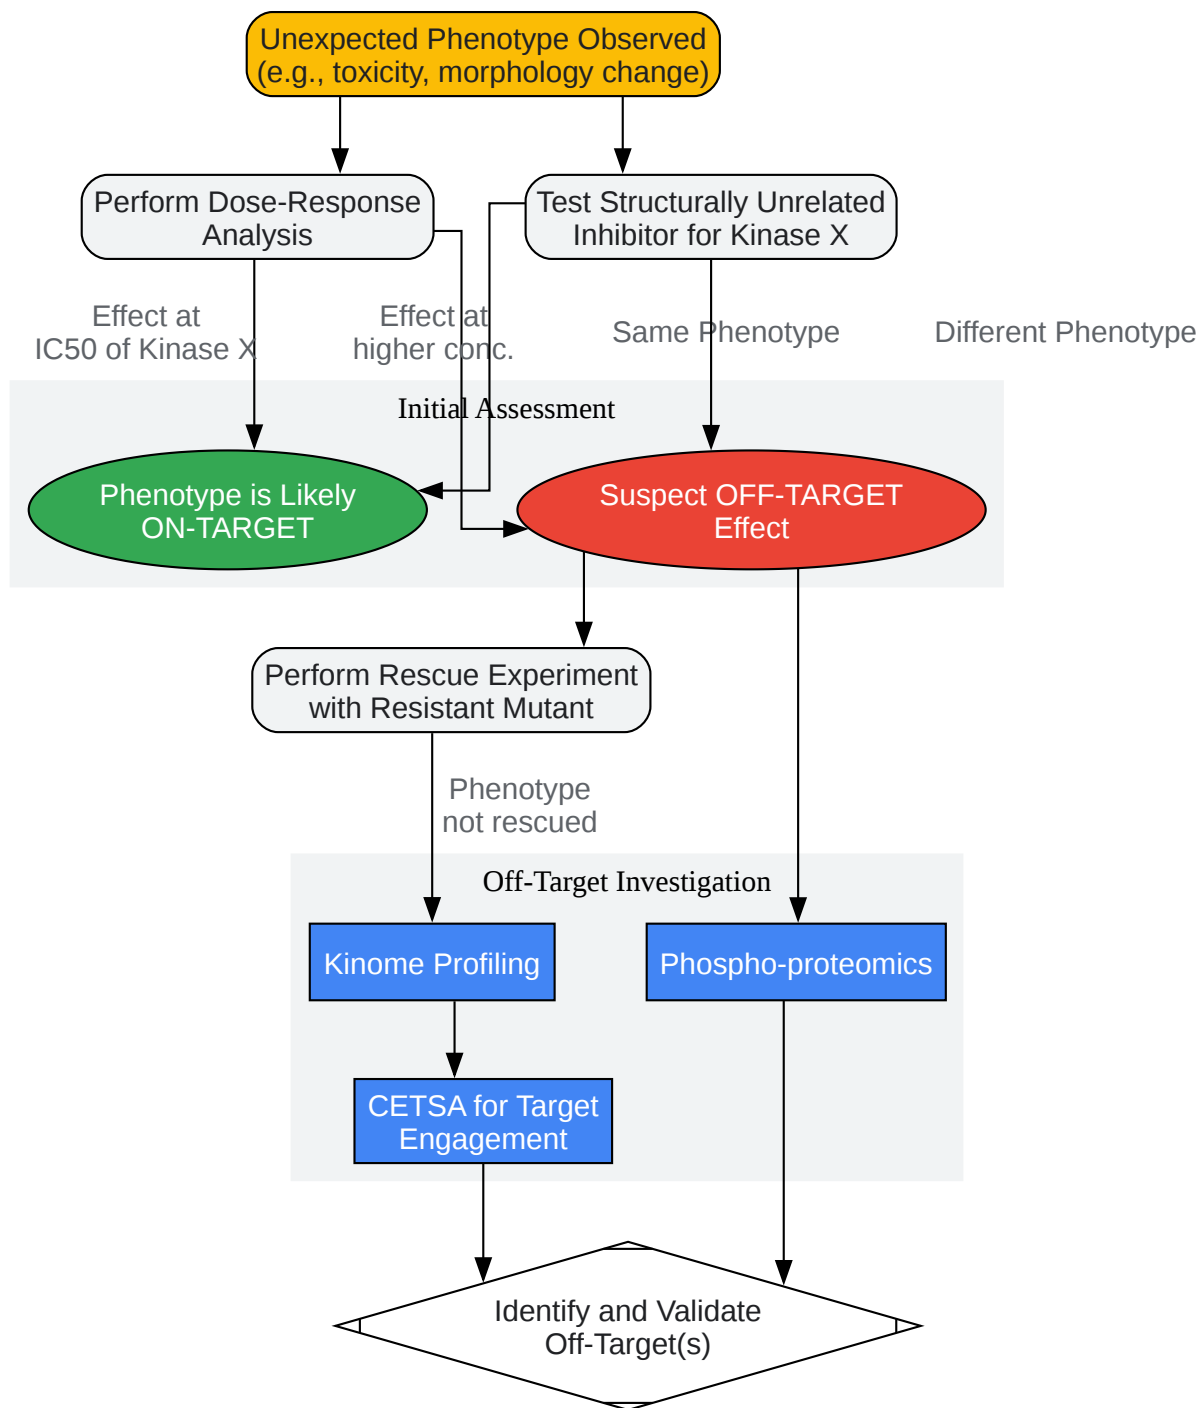 Unexpected Phenotype Observed
(e.g., toxicity, morphology change)
Perform Dose-Response
Analysis
Test Structurally Unrelated
Inhibitor for Kinase X
Effect at
IC50 of Kinase X
Effect at
higher conc.
Same Phenotype
Different Phenotype
Initial Assessment
Phenotype is Likely
ON-TARGET
Suspect OFF-TARGET
Effect
Perform Rescue Experiment
with Resistant Mutant
Phenotype
not rescued
Off-Target Investigation
Kinome Profiling
Phospho-proteomics
CETSA for Target
Engagement
Identify and Validate
Off-Target(s)